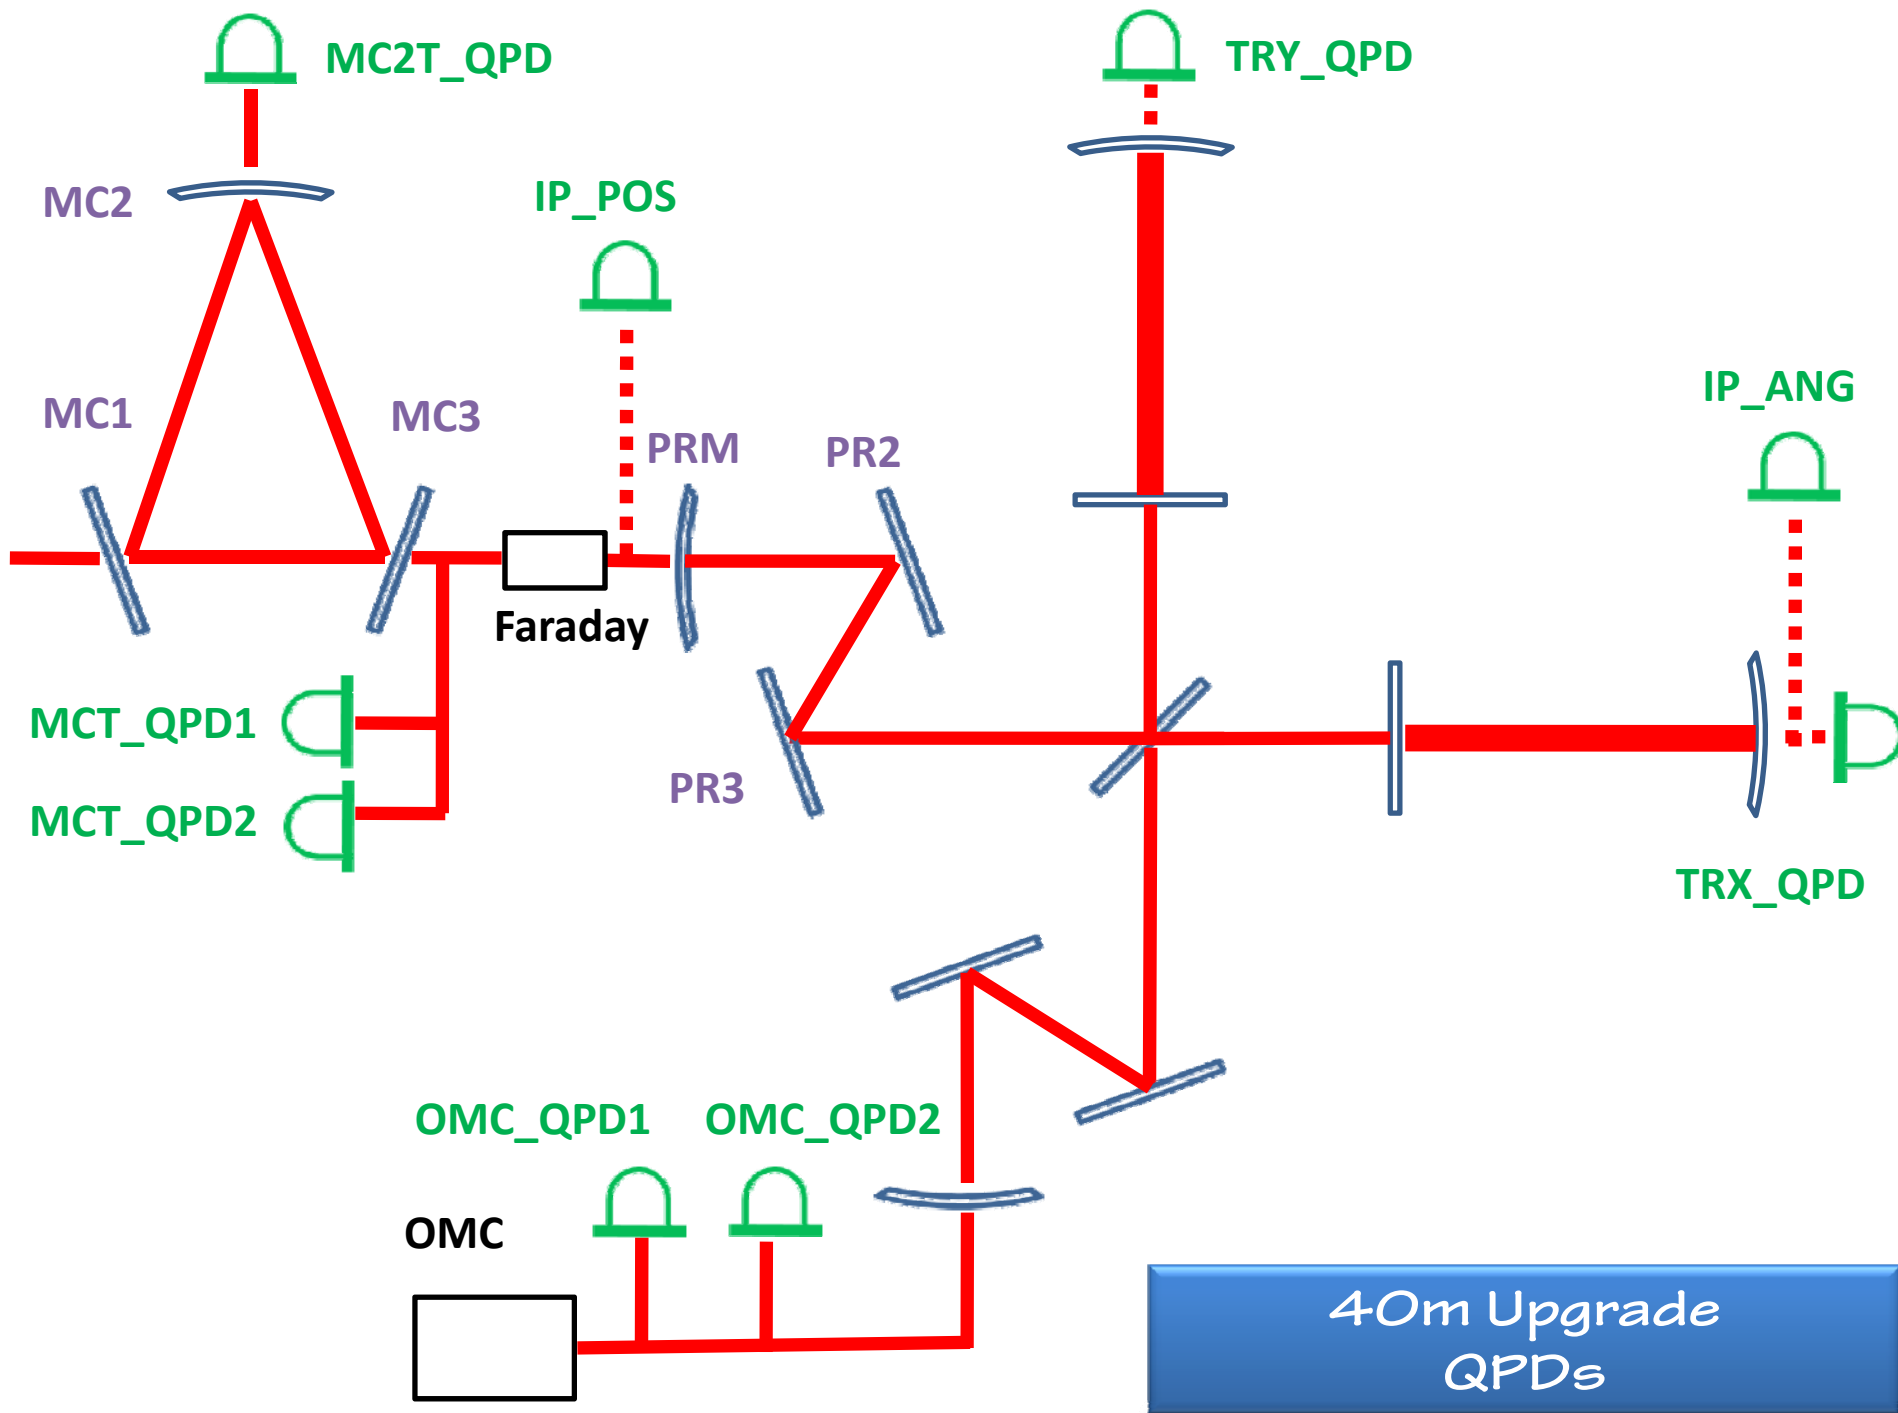 MC2T_QPD
TRY_QPD
MC2
IP_POS
IP_ANG
MC1
MC3
PRM
PR2
Faraday
MCT_QPD1
MCT_QPD2
PR3
TRX_QPD
OMC_QPD1
OMC_QPD2
OMC
40m Upgrade
QPDs